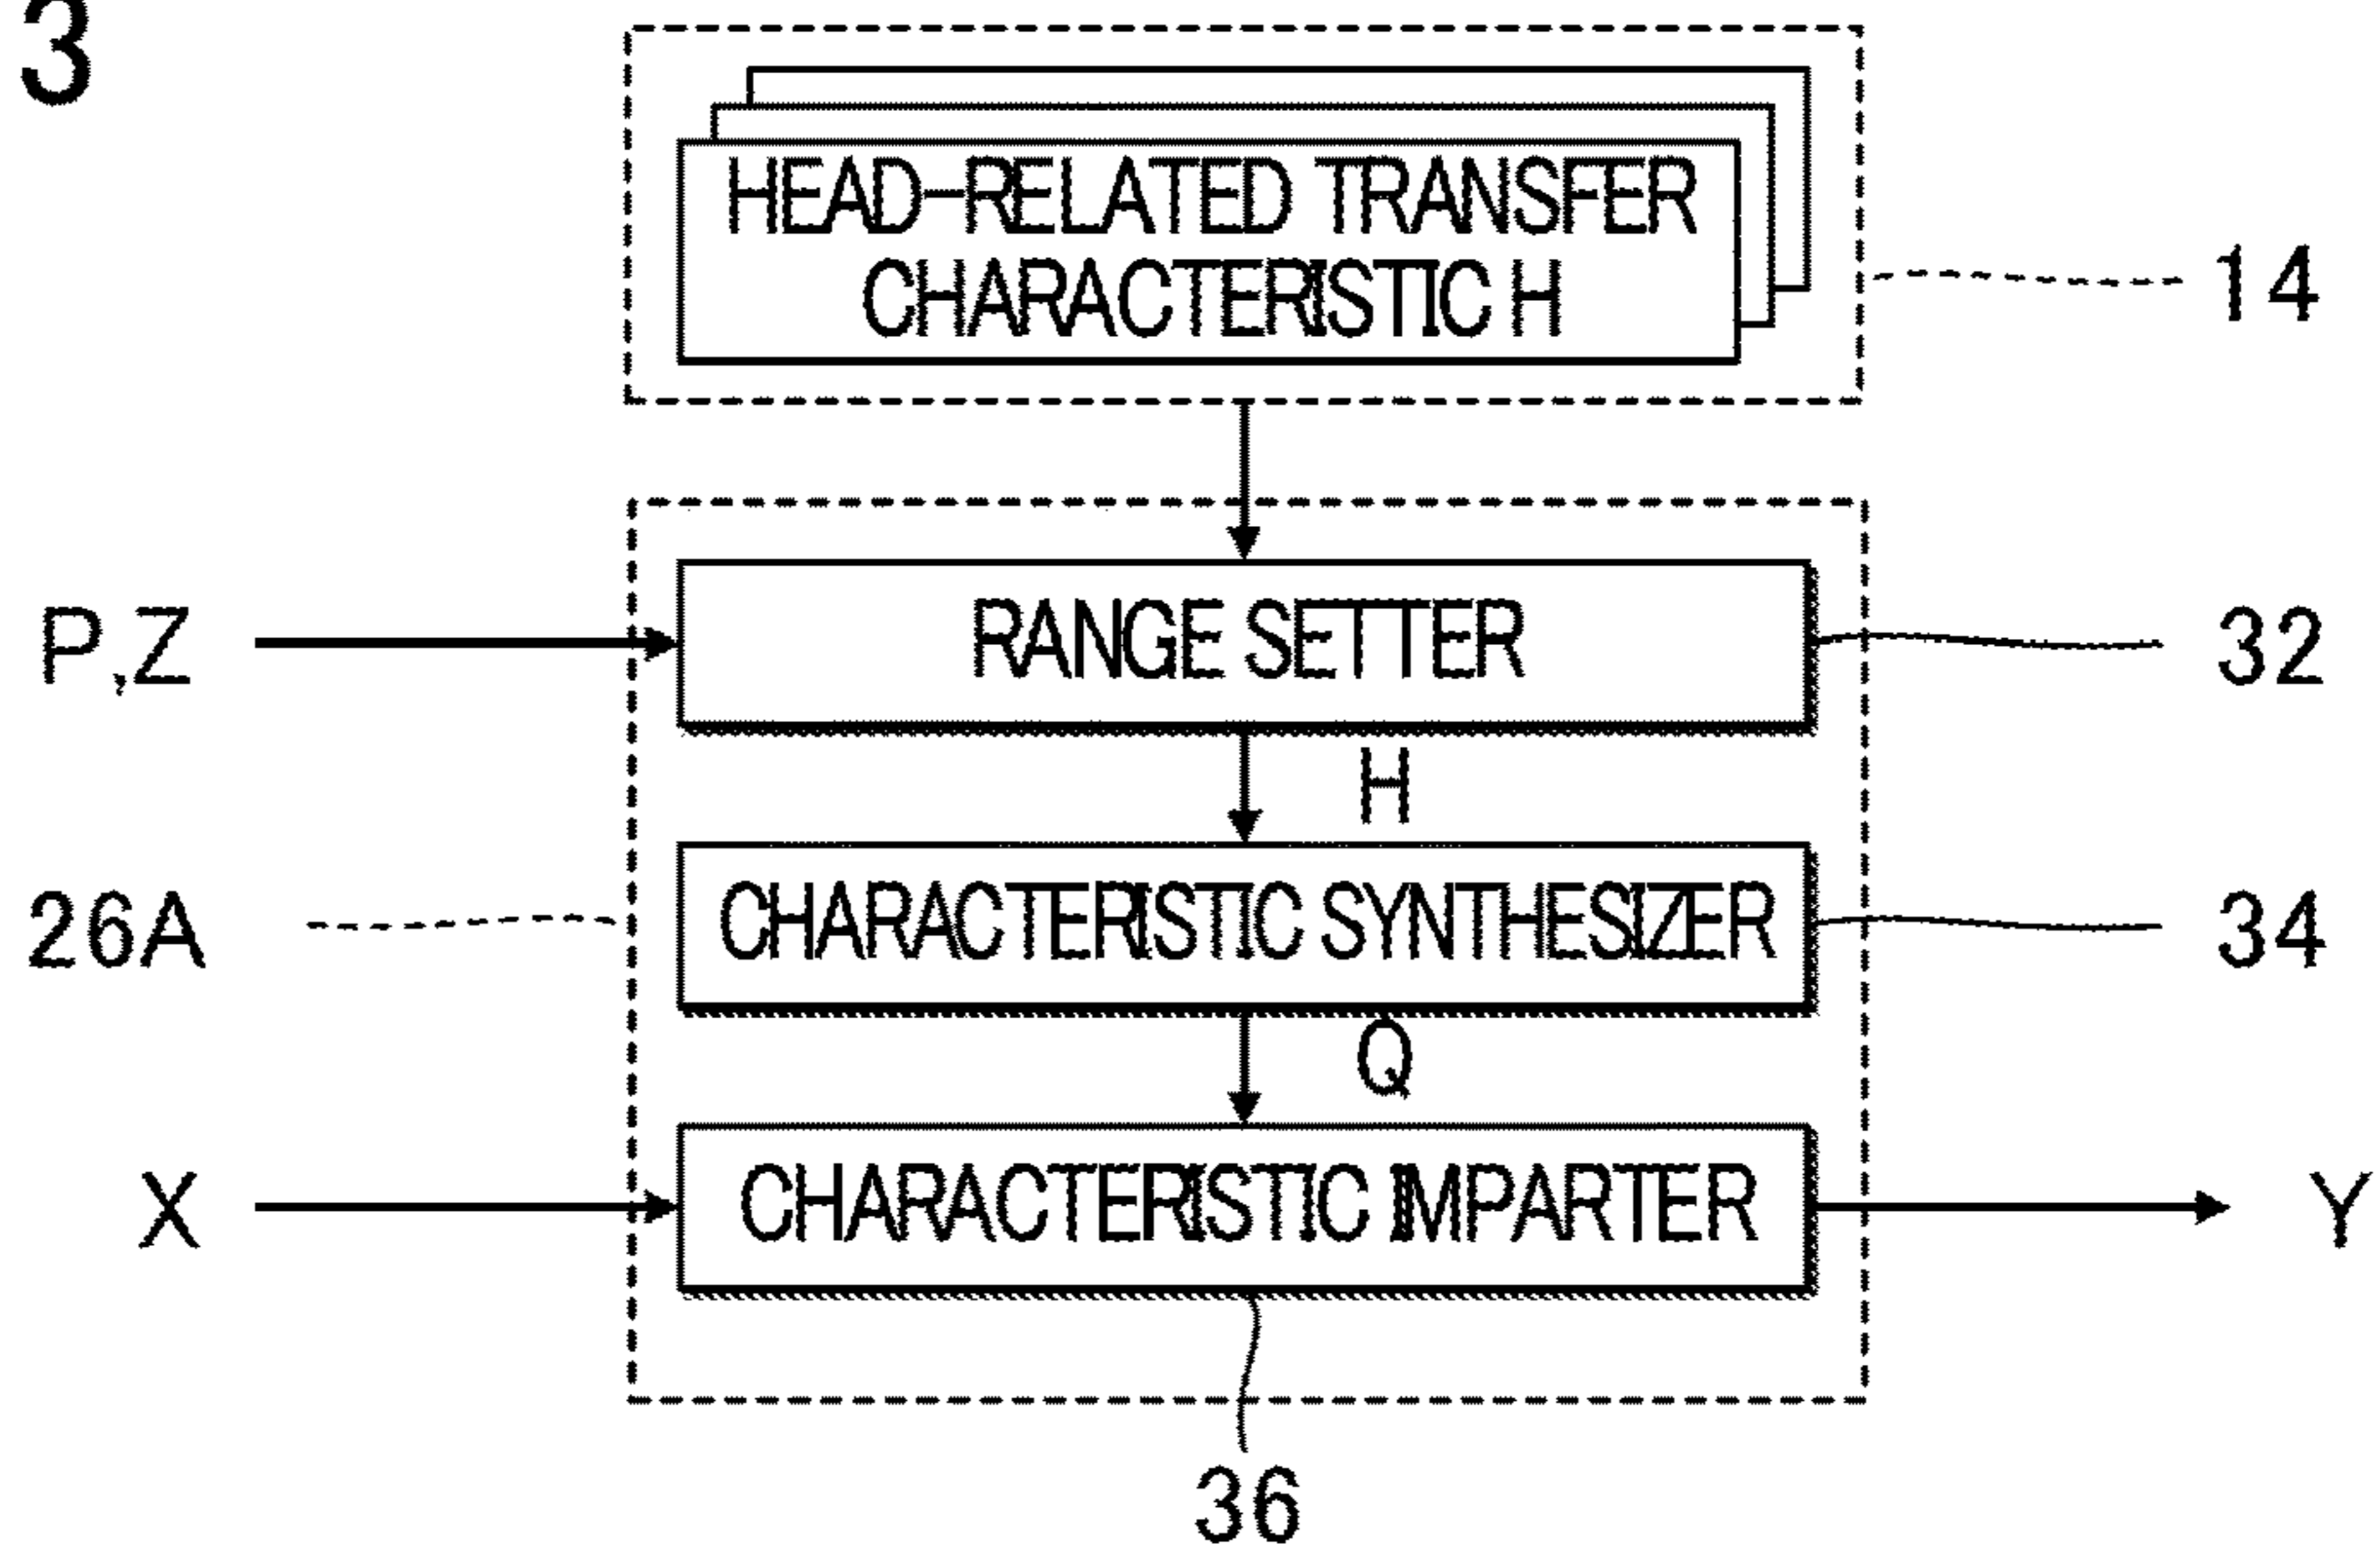 3
HEAD-RELATED TRANSFER
CHARACTERISTIC H
14
P,Z
RANGE SETTER
32
H
26A
CHARACTERISTIC SYNTHESIZER
34
Q
X
CHARACTERISTIC IMPARTER
Y
36